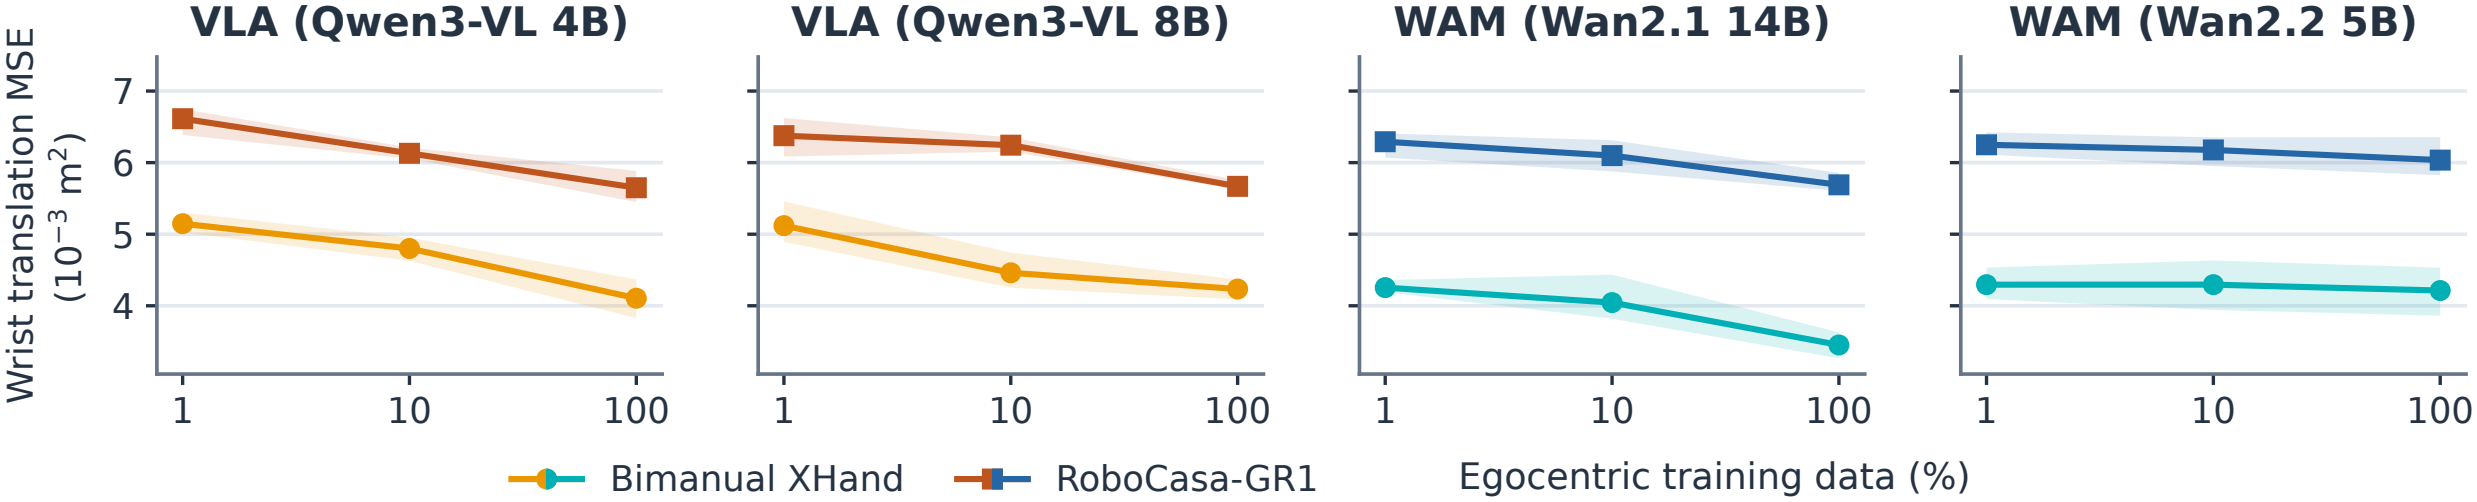 VLA (Qwen3-VL 4B)
VLA (Qwen3-VL 8B)
WAM (Wan2.1 14B)
WAM (Wan2.2 5B)
Wrist translation MSE
(10⁻³ m²)
7
6
5
4
1 10 100
1 10 100
1 10 100
1 10 100
Bimanual XHand
RoboCasa-GR1
Egocentric training data (%)